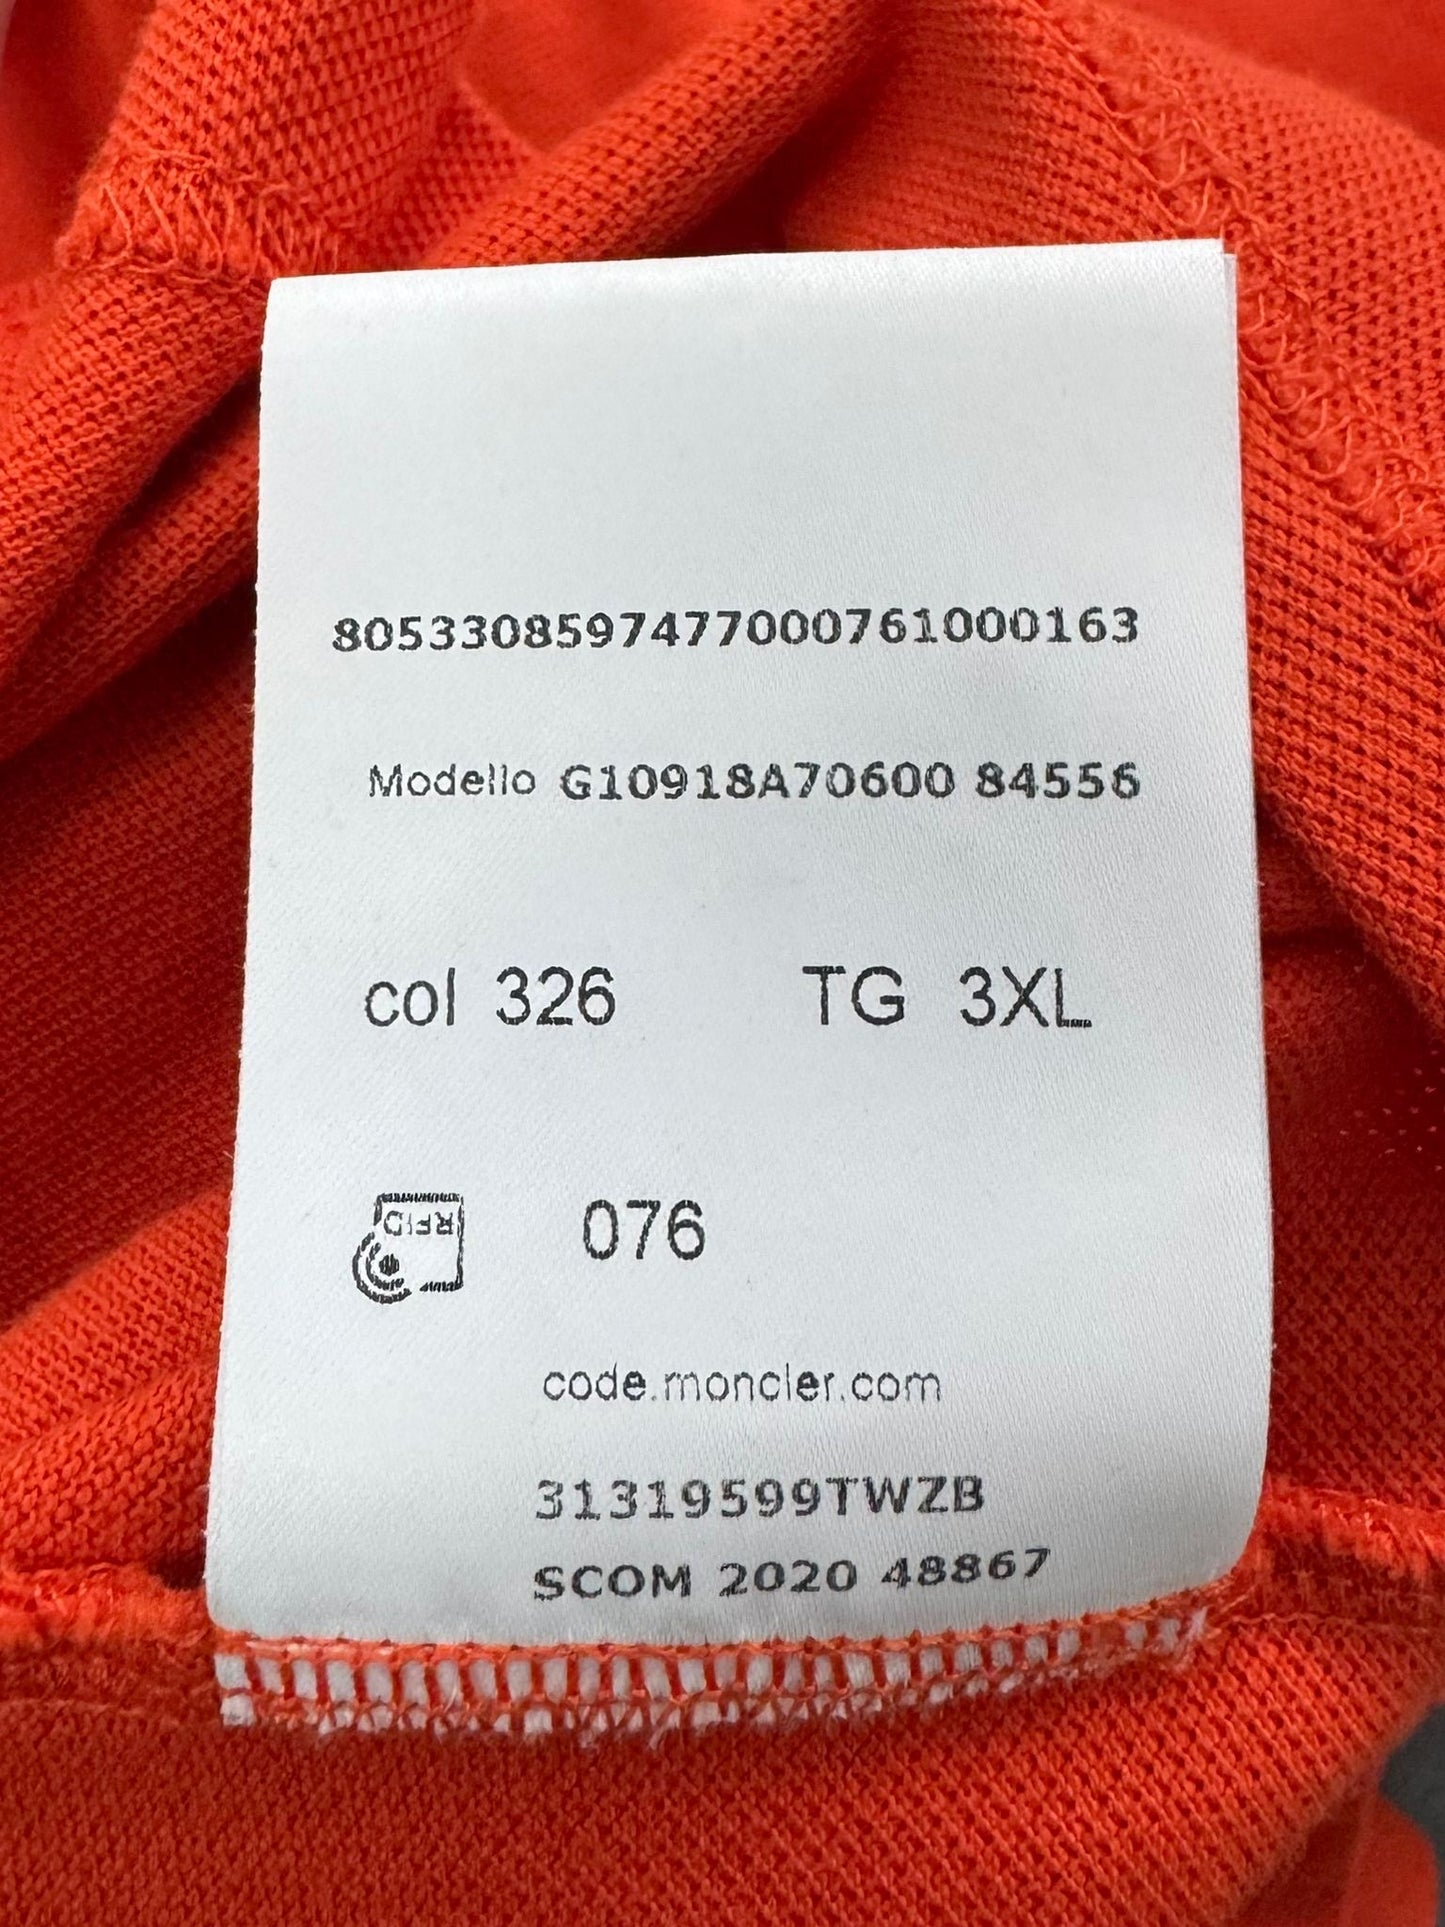 8053308597477000761000163
Modello G10918A70600 84556
col 326 TG 3XL
RFID
076
code.moncler.com
31319599TWZB
SCOM 2020 48867